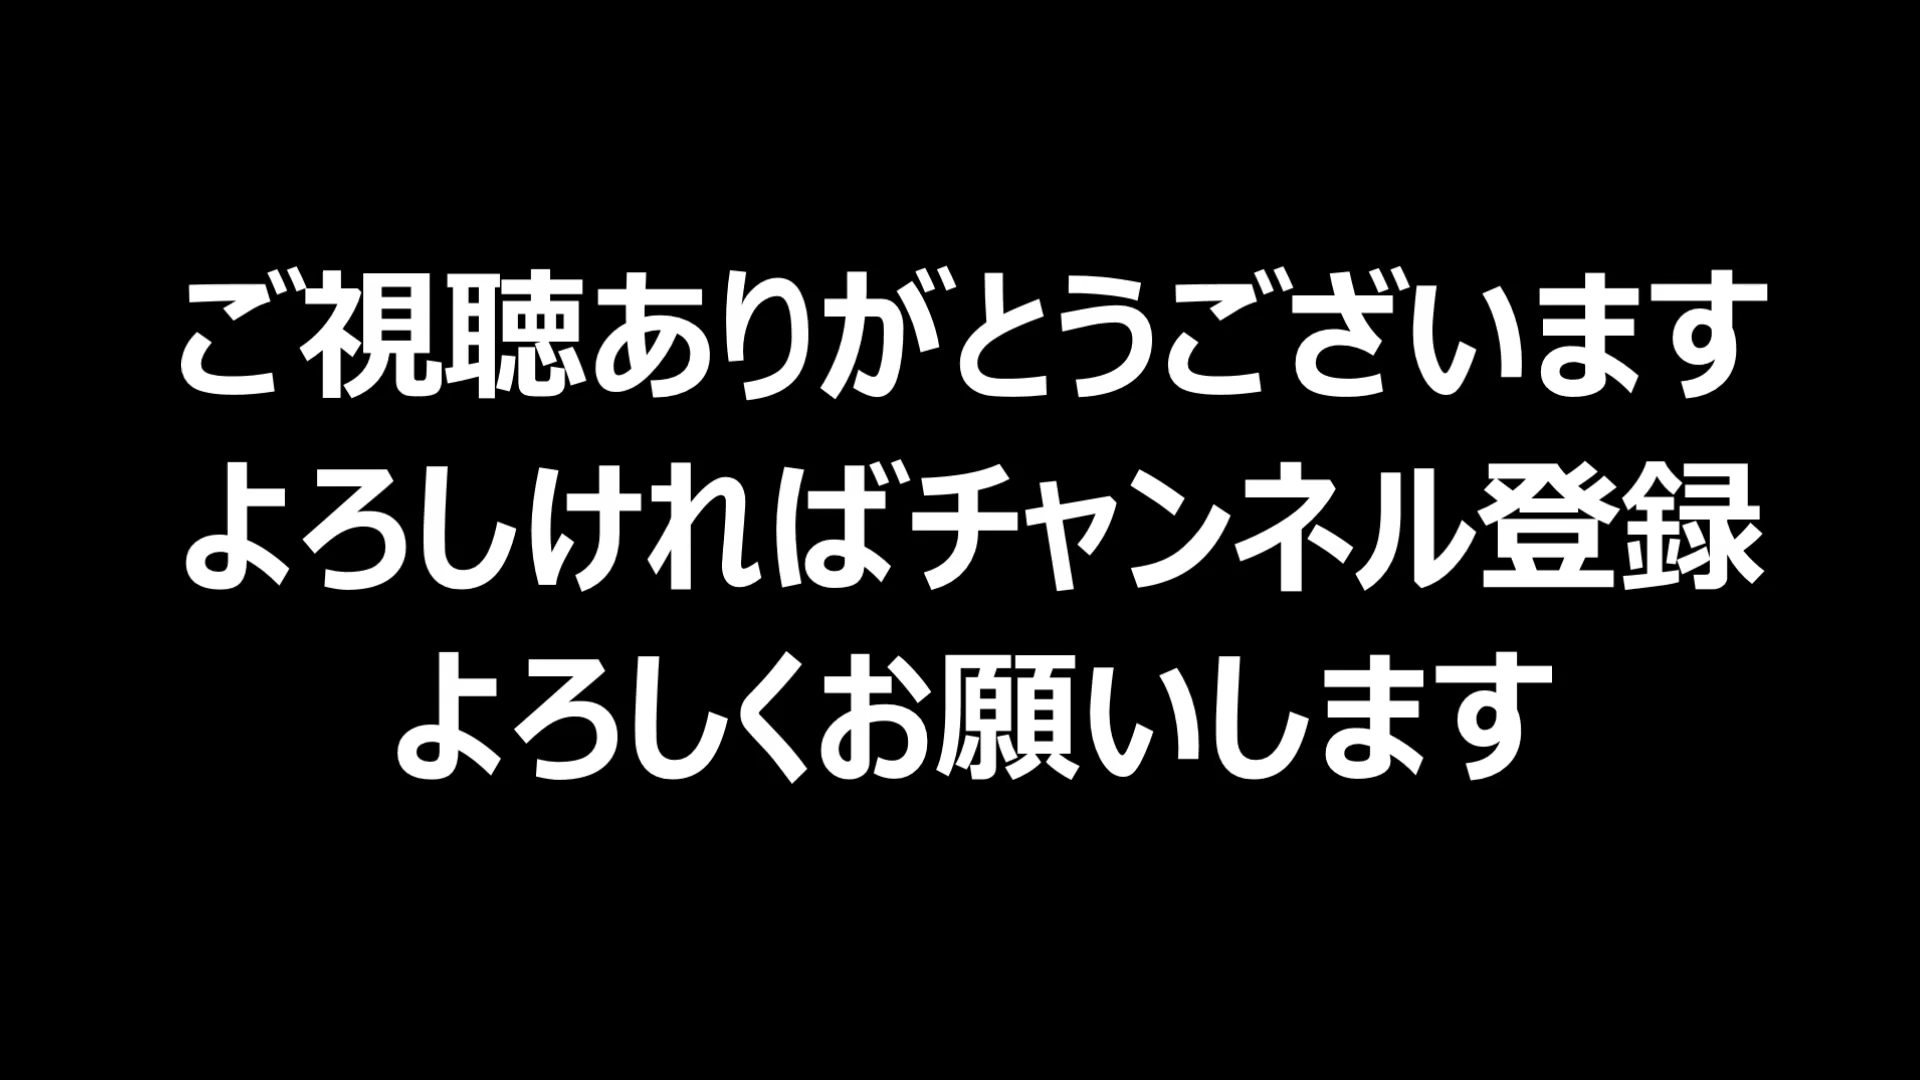 ご視聴ありがとうございます
よろしければチャンネル登録
よろしくお願いします